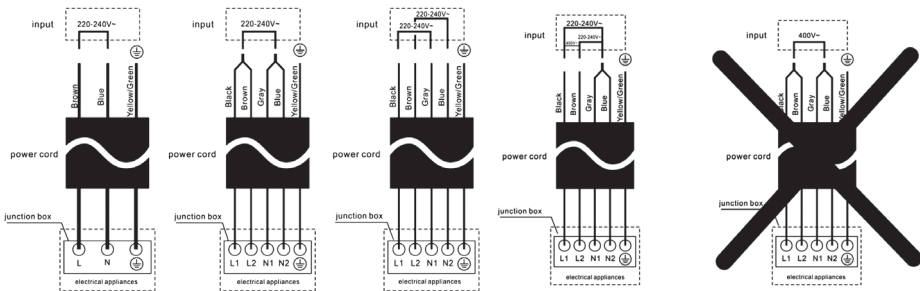 input
220-240V~
Brown
Blue
Yellow/Green
power cord
junction box
L
N
electrical appliances
input
220-240V~
Black
Brown
Gray
Blue
Yellow/Green
power cord
junction box
L1
L2
N1
N2
electrical appliances
input
220-240V~
220-240V~
Black
Brown
Gray
Blue
Yellow/Green
power cord
junction box
L1
L2
N1
N2
electrical appliances
input
220-240V~
400V~
220-240V~
Black
Brown
Gray
Blue
Yellow/Green
power cord
junction box
L1
L2
N1
N2
electrical appliances
input
400V~
Black
Brown
Gray
Blue
Yellow/Green
power cord
junction box
L1
L2
N1
N2
electrical appliances